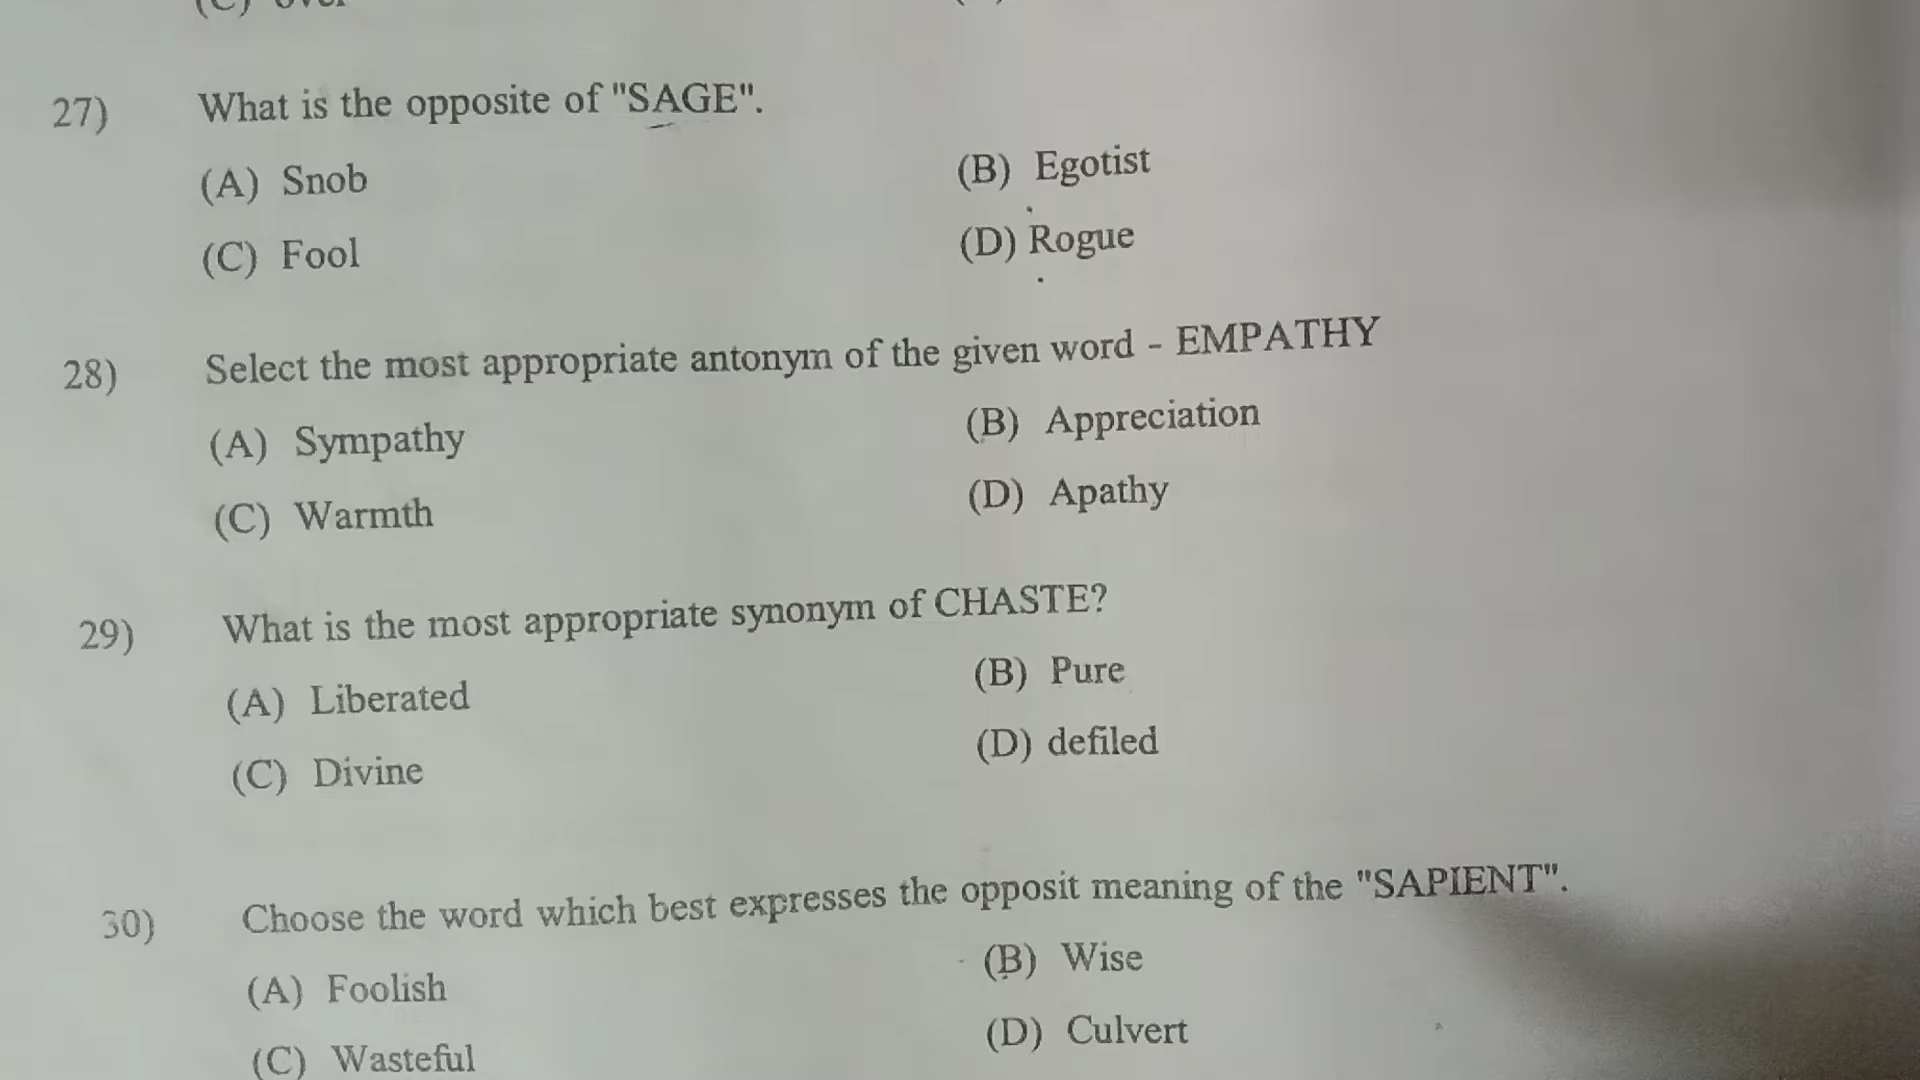 27) What is the opposite of "SAGE".
(A) Snob (B) Egotist
(C) Fool (D) Rogue
28) Select the most appropriate antonym of the given word - EMPATHY
(A) Sympathy (B) Appreciation
(C) Warmth (D) Apathy
29) What is the most appropriate synonym of CHASTE?
(A) Liberated (B) Pure
(C) Divine (D) defiled
30) Choose the word which best expresses the opposit meaning of the "SAPIENT".
(A) Foolish (B) Wise
(C) Wasteful (D) Culvert